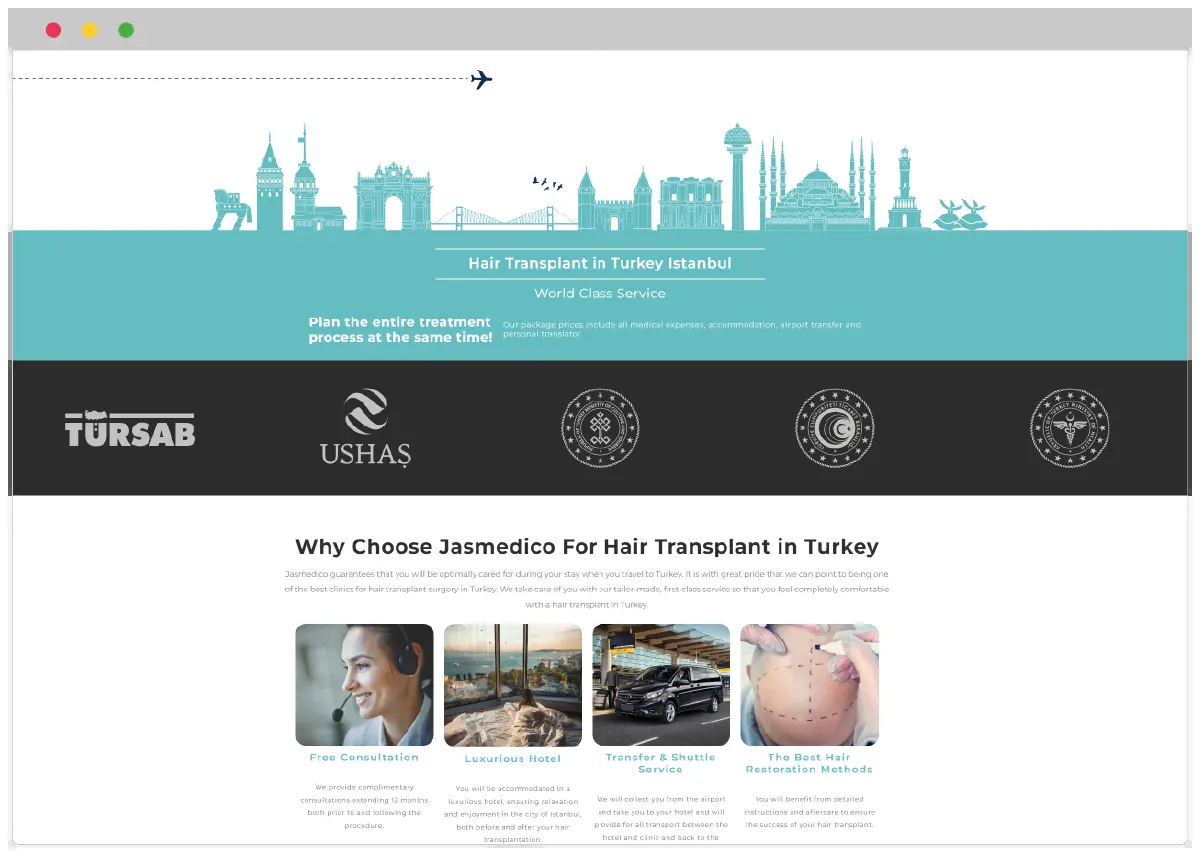 Hair Transplant in Turkey Istanbul
World Class Service
Plan the entire treatment
process at the same time!
Our package prices include all medical expenses, accommodation, airport transfer and
personal translator.
TÜRSAB
USHAŞ
Why Choose Jasmedico For Hair Transplant in Turkey
Jasmedico guarantees that you will be optimally cared for during your stay when you travel to Turkey. It is with great pride that we can point to being one
of the best clinics for hair transplant surgery in Turkey. We take care of you with our tailor-made, first-class service so that you feel completely comfortable
with a hair transplant in Turkey.
Free Consultation
We provide complimentary
consultations extending 12 months
both prior to and following the
procedure.
Luxurious Hotel
You will be accommodated in a
luxurious hotel, ensuring relaxation
and enjoyment in the city of Istanbul,
both before and after your hair
transplantation.
Transfer & Shuttle
Service
We will collect you from the airport
and take you to your hotel and will
provide for all transport between the
hotel and clinic and back to the
The Best Hair
Restoration Methods
You will benefit from detailed
instructions and aftercare to ensure
the success of your hair transplant.